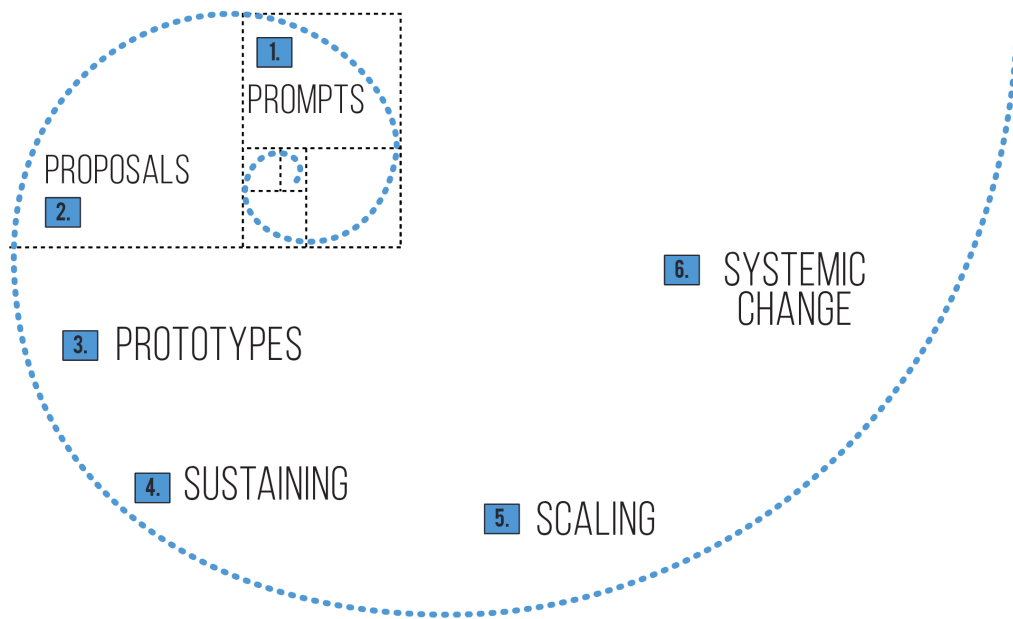 1.
PROMPTS
PROPOSALS
2.
3. PROTOTYPES
4. SUSTAINING
5. SCALING
6. SYSTEMIC
CHANGE